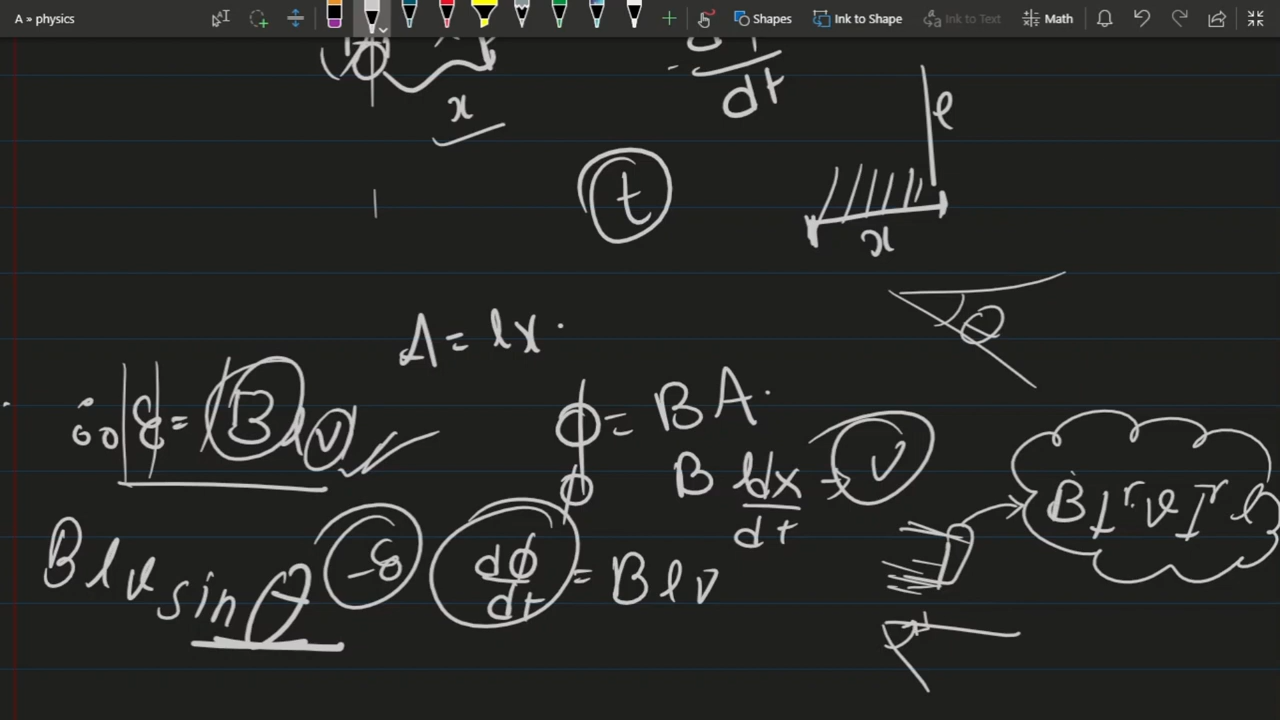 A » physics
Shapes Ink to Shape Ink to Text Math
x
dt
l
t
x
θ
A = lx.
|ε| = Blv
ϕ = BA.
ϕ
B ldx/dt → v
B ⊥ʳ v ⊥ʳ l
Blv sin θ
-ε
dϕ/dt = Blv